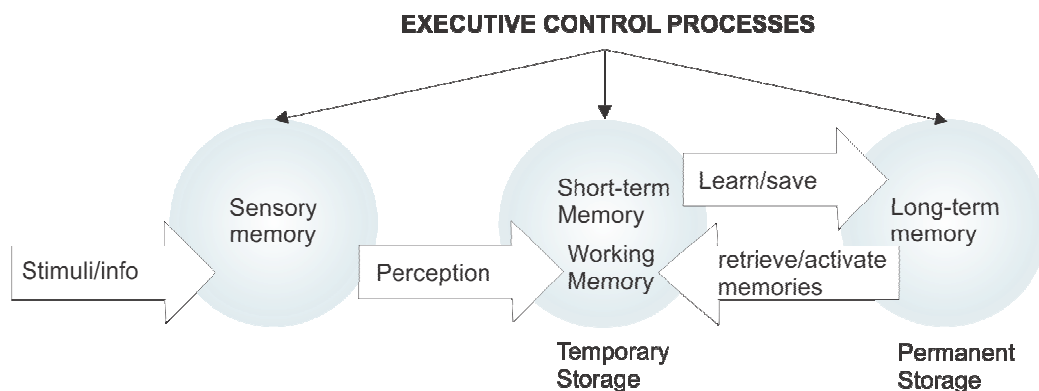 EXECUTIVE CONTROL PROCESSES
Sensory
memory
Stimuli/info
Perception
Short-term
Memory
Working
Memory
Learn/save
retrieve/activate
memories
Long-term
memory
Temporary
Storage
Permanent
Storage